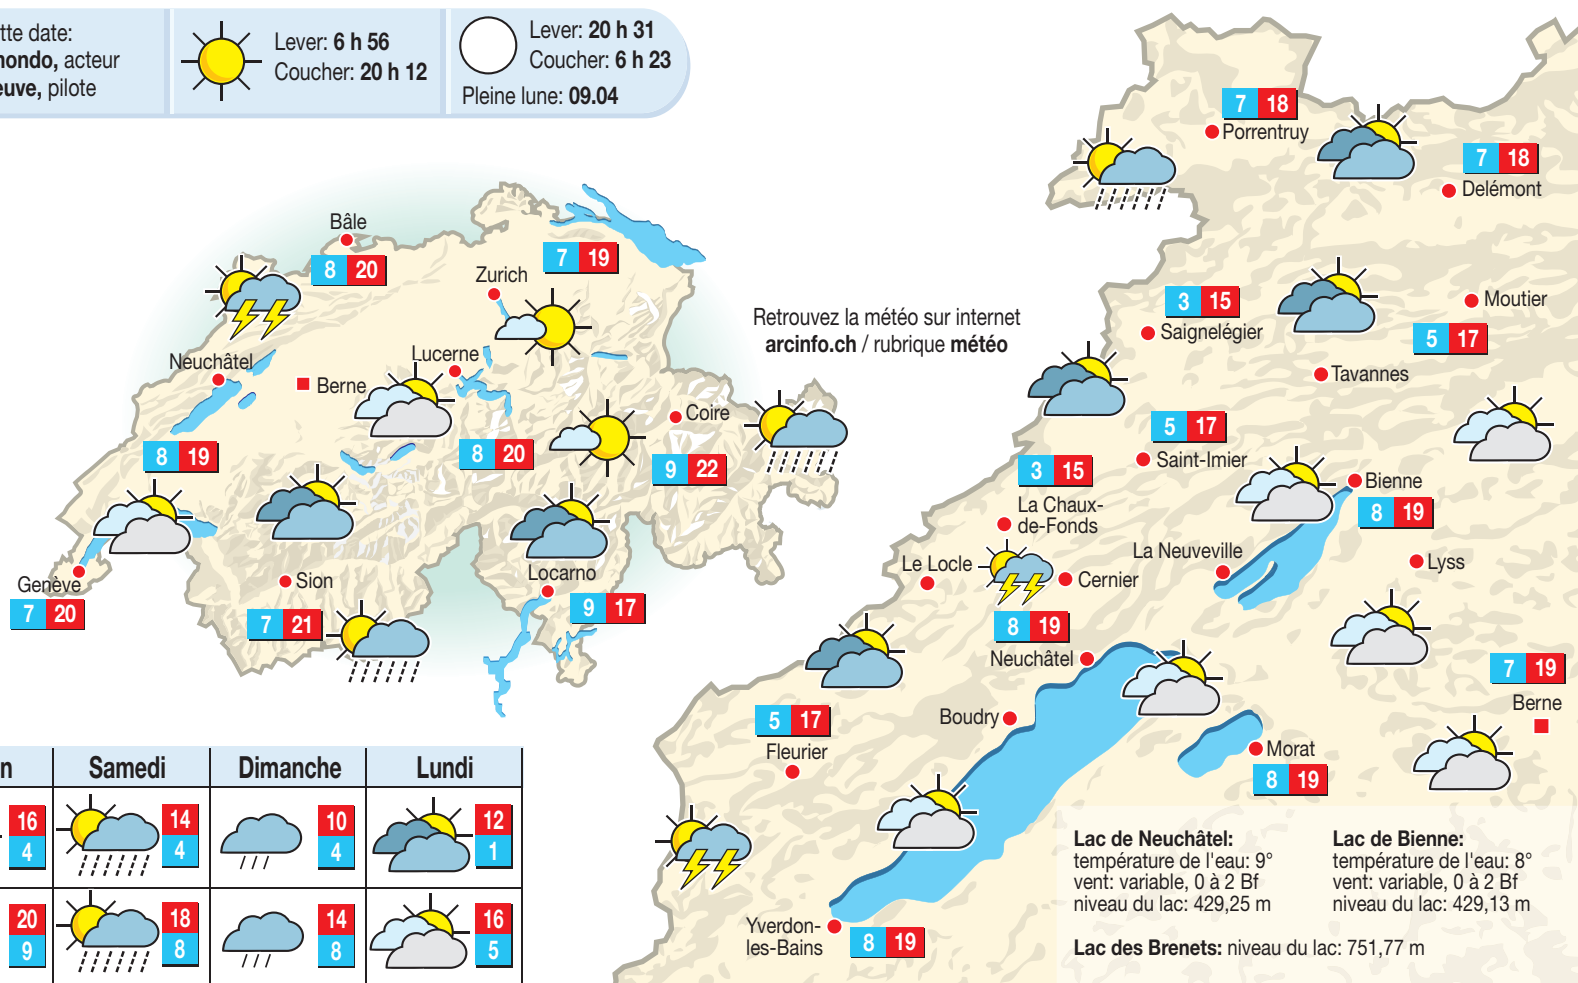 tte date:
mondo, acteur
euve, pilote
Lever: 6 h 56
Coucher: 20 h 12
Lever: 20 h 31
Coucher: 6 h 23
Pleine lune: 09.04
Bâle
8 20
7 19
Zurich
Neuchâtel
Lucerne
Berne
Coire
8 19
8 20
9 22
Genève
7 20
Sion
7 21
Locarno
9 17
Retrouvez la météo sur internet
arcinfo.ch / rubrique météo
7 18
Porrentruy
7 18
Delémont
3 15
Saignelégier
Moutier
5 17
Tavannes
5 17
Saint-Imier
3 15
La Chaux-
de-Fonds
Bienne
8 19
Le Locle
Cernier
La Neuveville
Lyss
8 19
Neuchâtel
7 19
Berne
5 17
Fleurier
Boudry
Morat
8 19
Yverdon-
les-Bains
8 19
n
Samedi
Dimanche
Lundi
16
4
14
4
10
4
12
1
20
9
18
8
14
8
16
5
Lac de Neuchâtel:
température de l'eau: 9°
vent: variable, 0 à 2 Bf
niveau du lac: 429,25 m
Lac de Bienne:
température de l'eau: 8°
vent: variable, 0 à 2 Bf
niveau du lac: 429,13 m
Lac des Brenets: niveau du lac: 751,77 m